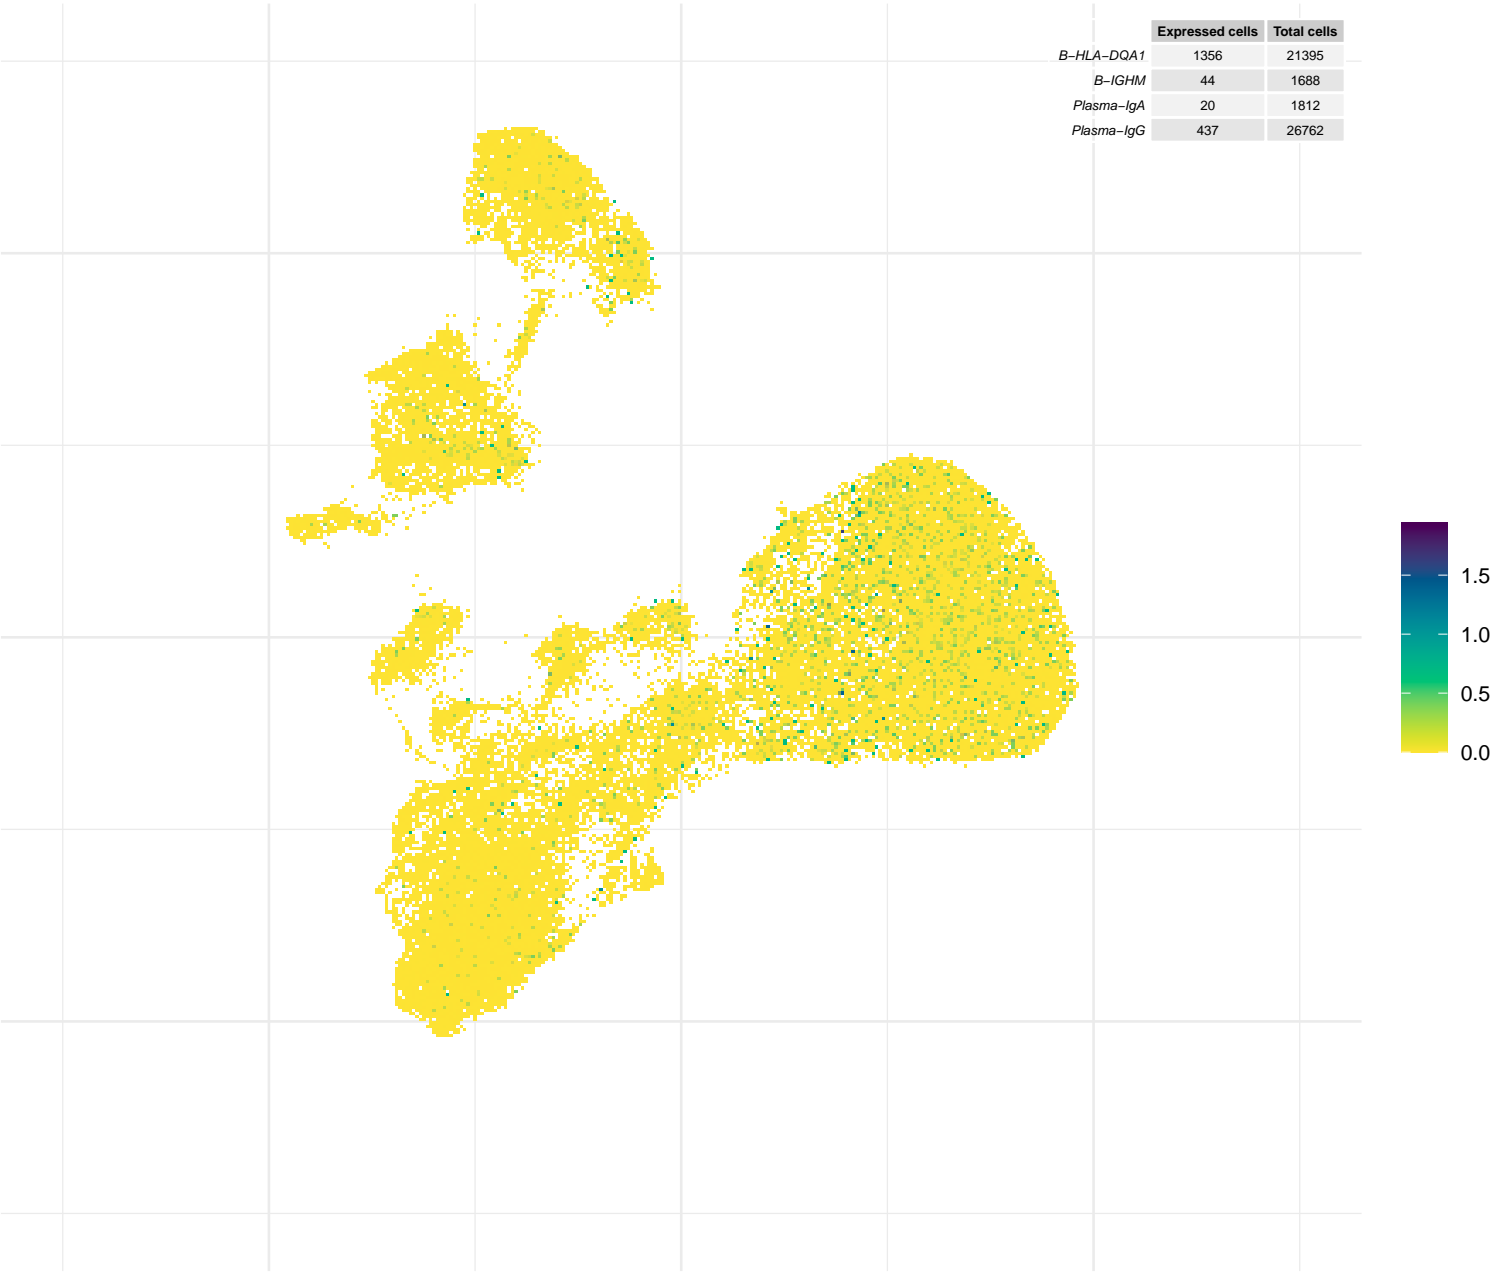 Expressed cells Total cells
B−HLA−DQA1 1356 21395
B−IGHM 44 1688
Plasma−IgA 20 1812
Plasma−IgG 437 26762
1.5
1.0
0.5
0.0